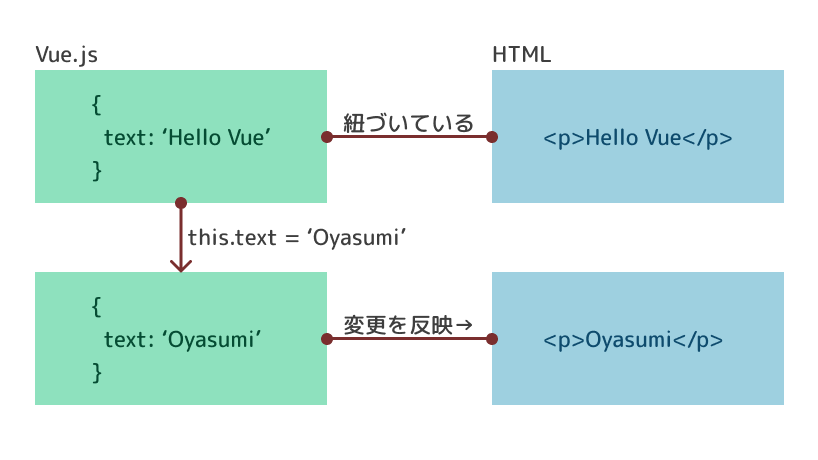 Vue.js
HTML
{
text: ‘Hello Vue’
}
紐づいている
<p>Hello Vue</p>
this.text = ‘Oyasumi’
{
text: ‘Oyasumi’
}
変更を反映→
<p>Oyasumi</p>